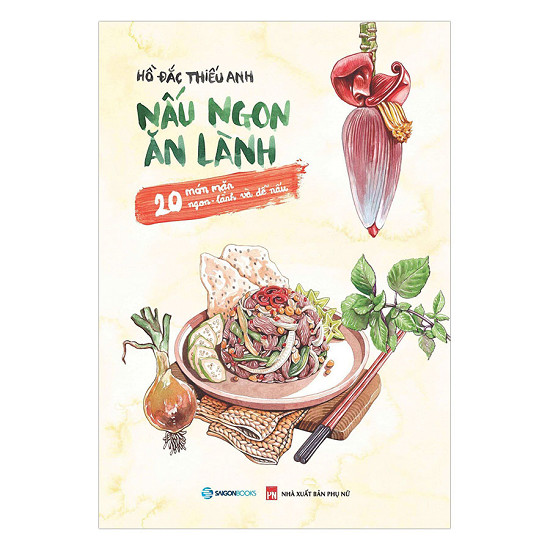 HỒ ĐẮC THIẾU ANH
NẤU NGON
ĂN LÀNH
20 món mặn
ngon - lành và dễ nấu
SAIGONBOOKS
PN NHÀ XUẤT BẢN PHỤ NỮ